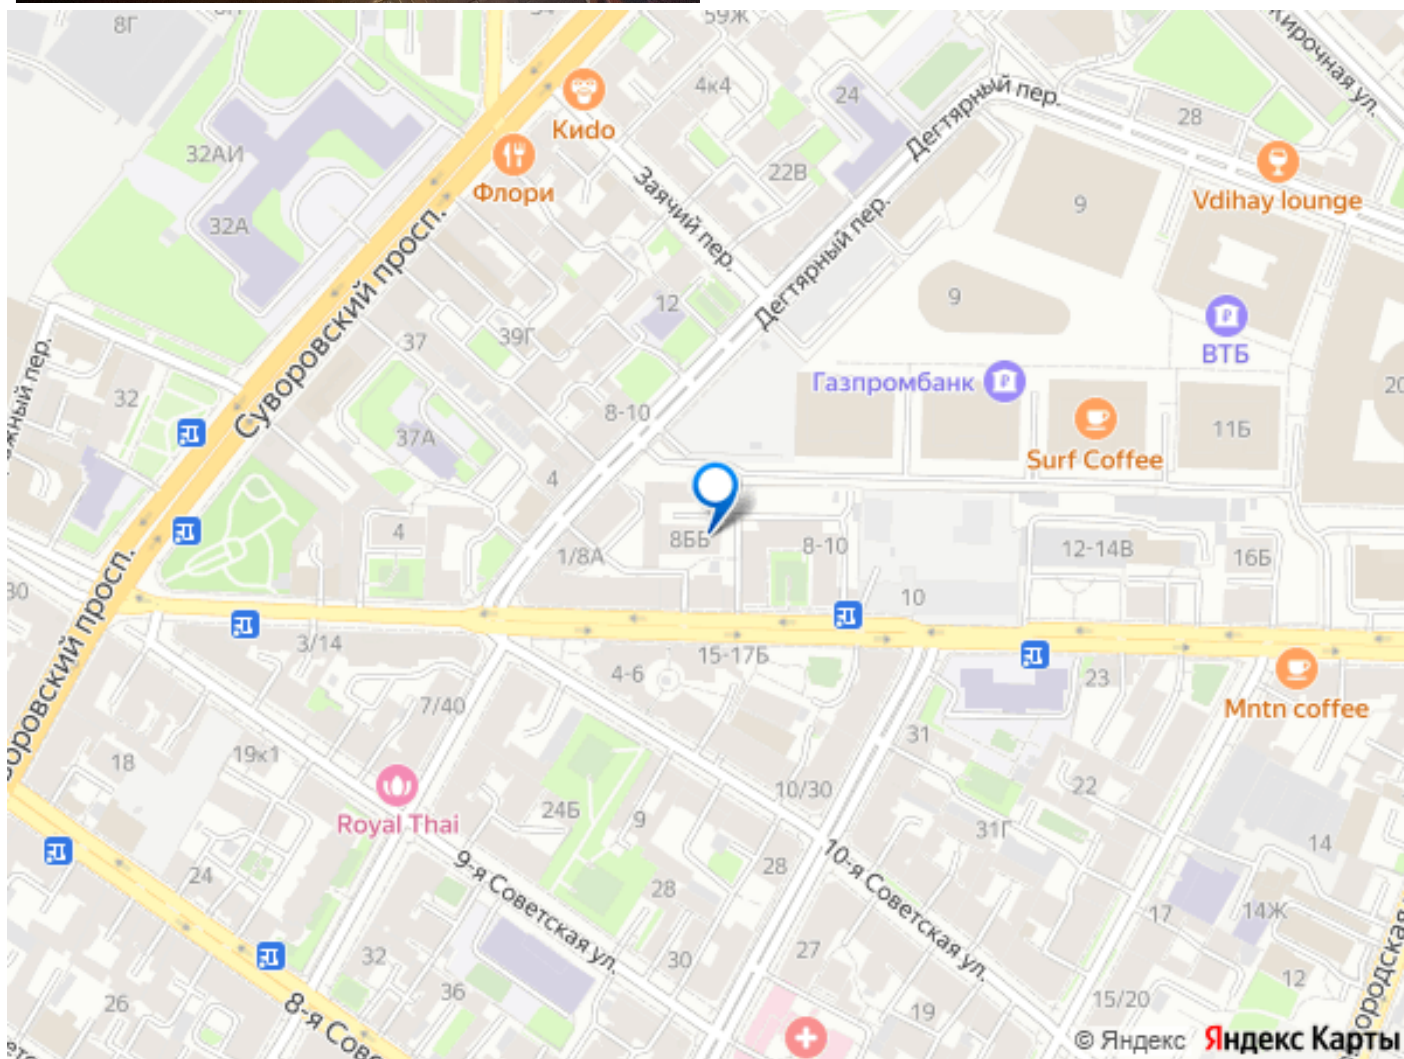 8Г
59Ж
Кидо
Флори
32АИ
32А
4к4
24
22В
28
Кирочная ул.
Дегтярный пер.
Vdihay lounge
Заячий пер.
9
Дегтярный пер.
Суворовский просп.
12
9
37
39Г
ВТБ
Газпромбанк
32
37А
8-10
Surf Coffee
11Б
20
4
4
1/8А
8ББ
8-10
12-14В
16Б
10
30
Суворовский просп.
3/14
4-6
15-17Б
23
Mntn coffee
7/40
31
18
19к1
22
Royal Thai
24Б
9
10/30
31Г
14
24
9-я Советская ул.
28
28
10-я Советская ул.
17
14Ж
32
36
30
27
12
26
8-я Сове
19
15/20
© Яндекс Яндекс Карты